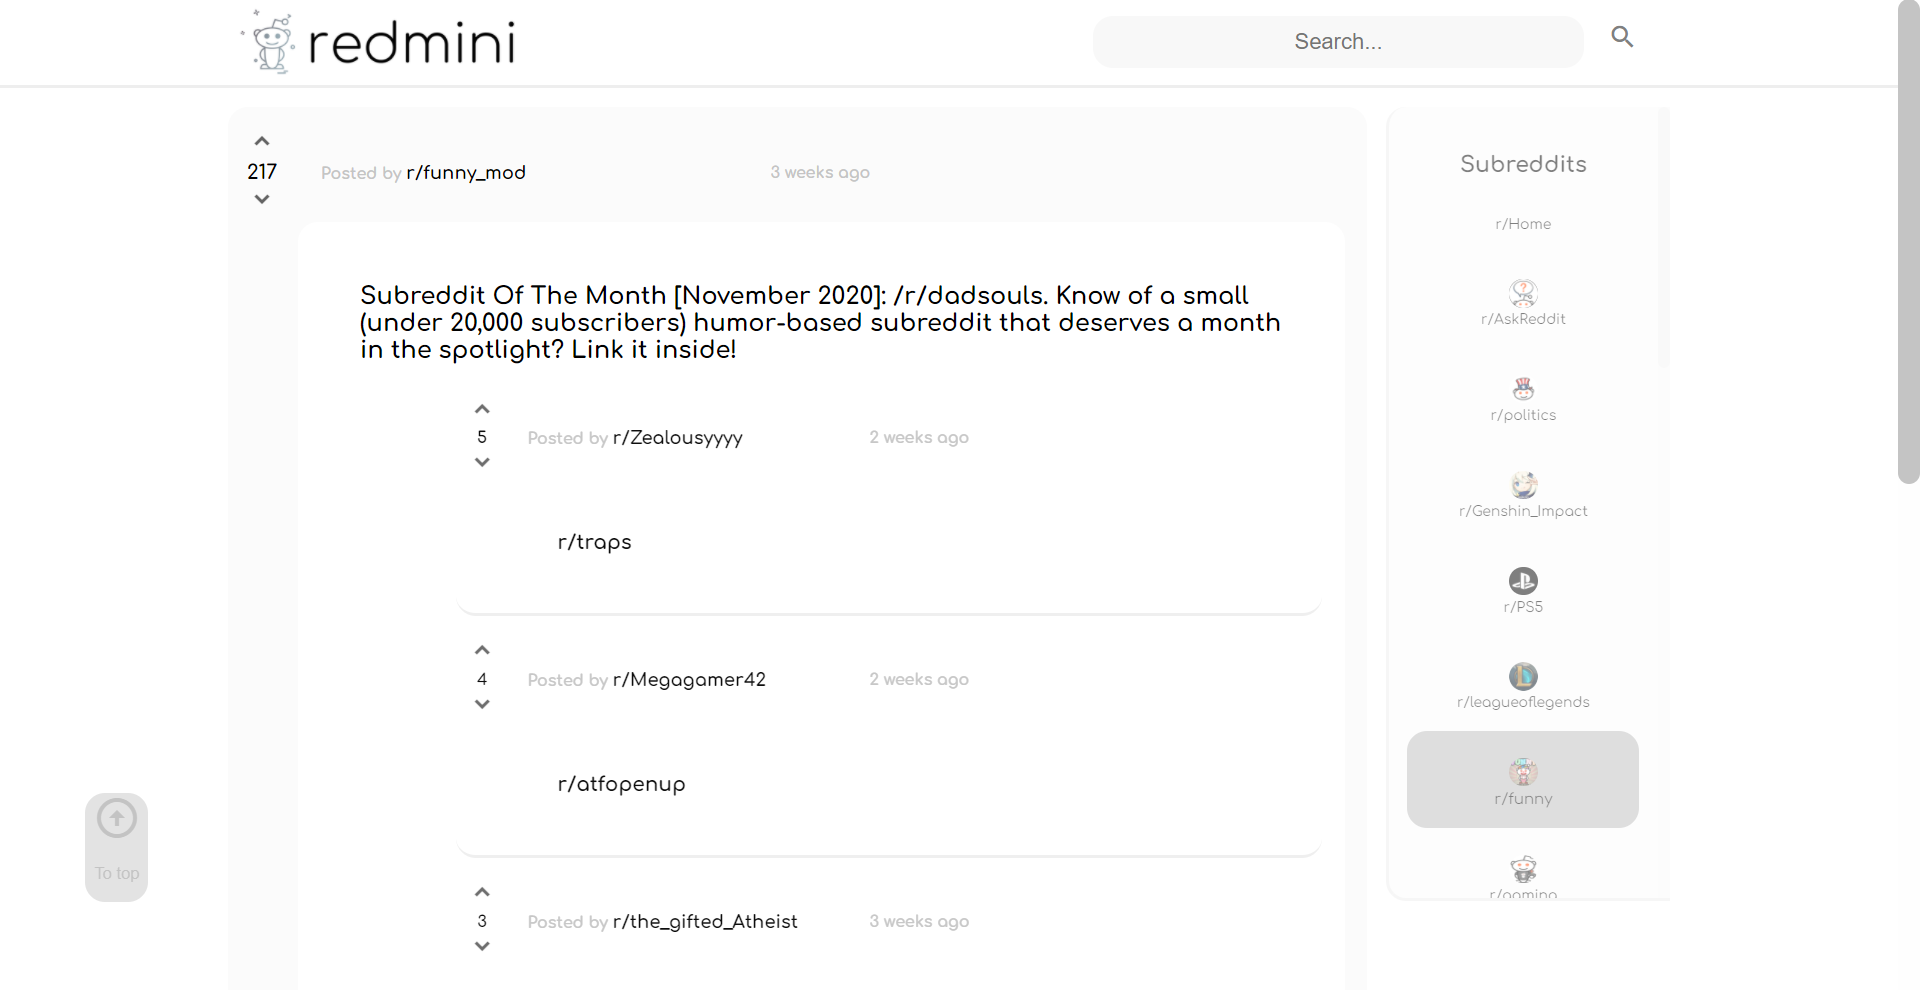 redmini
Search...
217
Posted by r/funny_mod
3 weeks ago
Subreddit Of The Month [November 2020]: /r/dadsouls. Know of a small
(under 20,000 subscribers) humor-based subreddit that deserves a month
in the spotlight? Link it inside!
5
Posted by r/Zealousyyyy
2 weeks ago
r/traps
4
Posted by r/Megagamer42
2 weeks ago
r/atfopenup
3
Posted by r/the_gifted_Atheist
3 weeks ago
Subreddits
r/Home
r/AskReddit
r/politics
r/Genshin_Impact
r/PS5
r/leagueoflegends
r/funny
r/gaming
To top